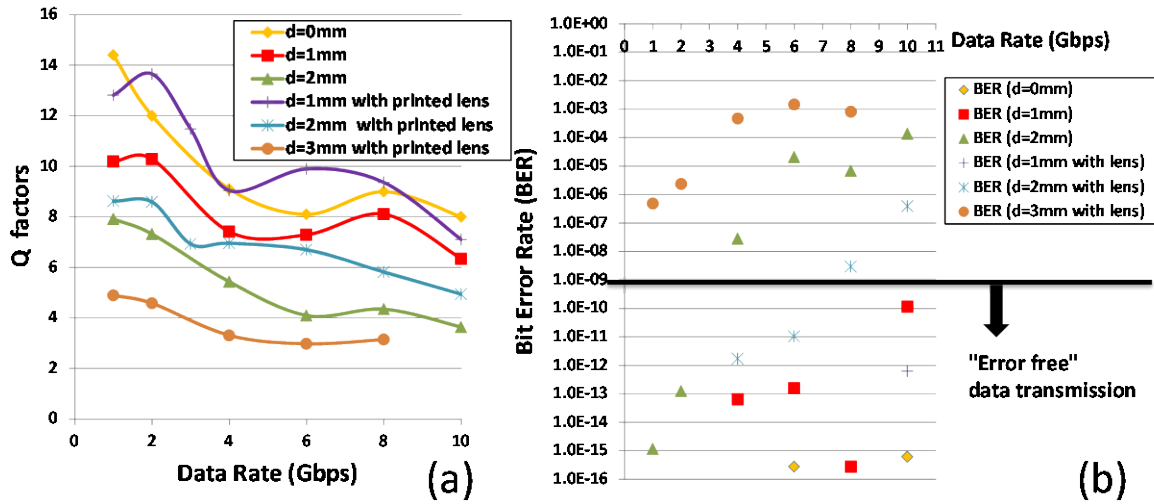 16
14
12
10
8
6
4
2
0
Q factors
d=0mm
d=1mm
d=2mm
d=1mm with printed lens
d=2mm with printed lens
d=3mm with printed lens
0 2 4 6 8 10
Data Rate (Gbps)
(a)
1.0E+00
1.0E-01
1.0E-02
1.0E-03
1.0E-04
1.0E-05
1.0E-06
1.0E-07
1.0E-08
1.0E-09
1.0E-10
1.0E-11
1.0E-12
1.0E-13
1.0E-14
1.0E-15
1.0E-16
Bit Error Rate (BER)
0 1 2 3 4 5 6 7 8 9 10 11
Data Rate (Gbps)
BER (d=0mm)
BER (d=1mm)
BER (d=2mm)
BER (d=1mm with lens)
BER (d=2mm with lens)
BER (d=3mm with lens)
"Error free"
data transmission
(b)